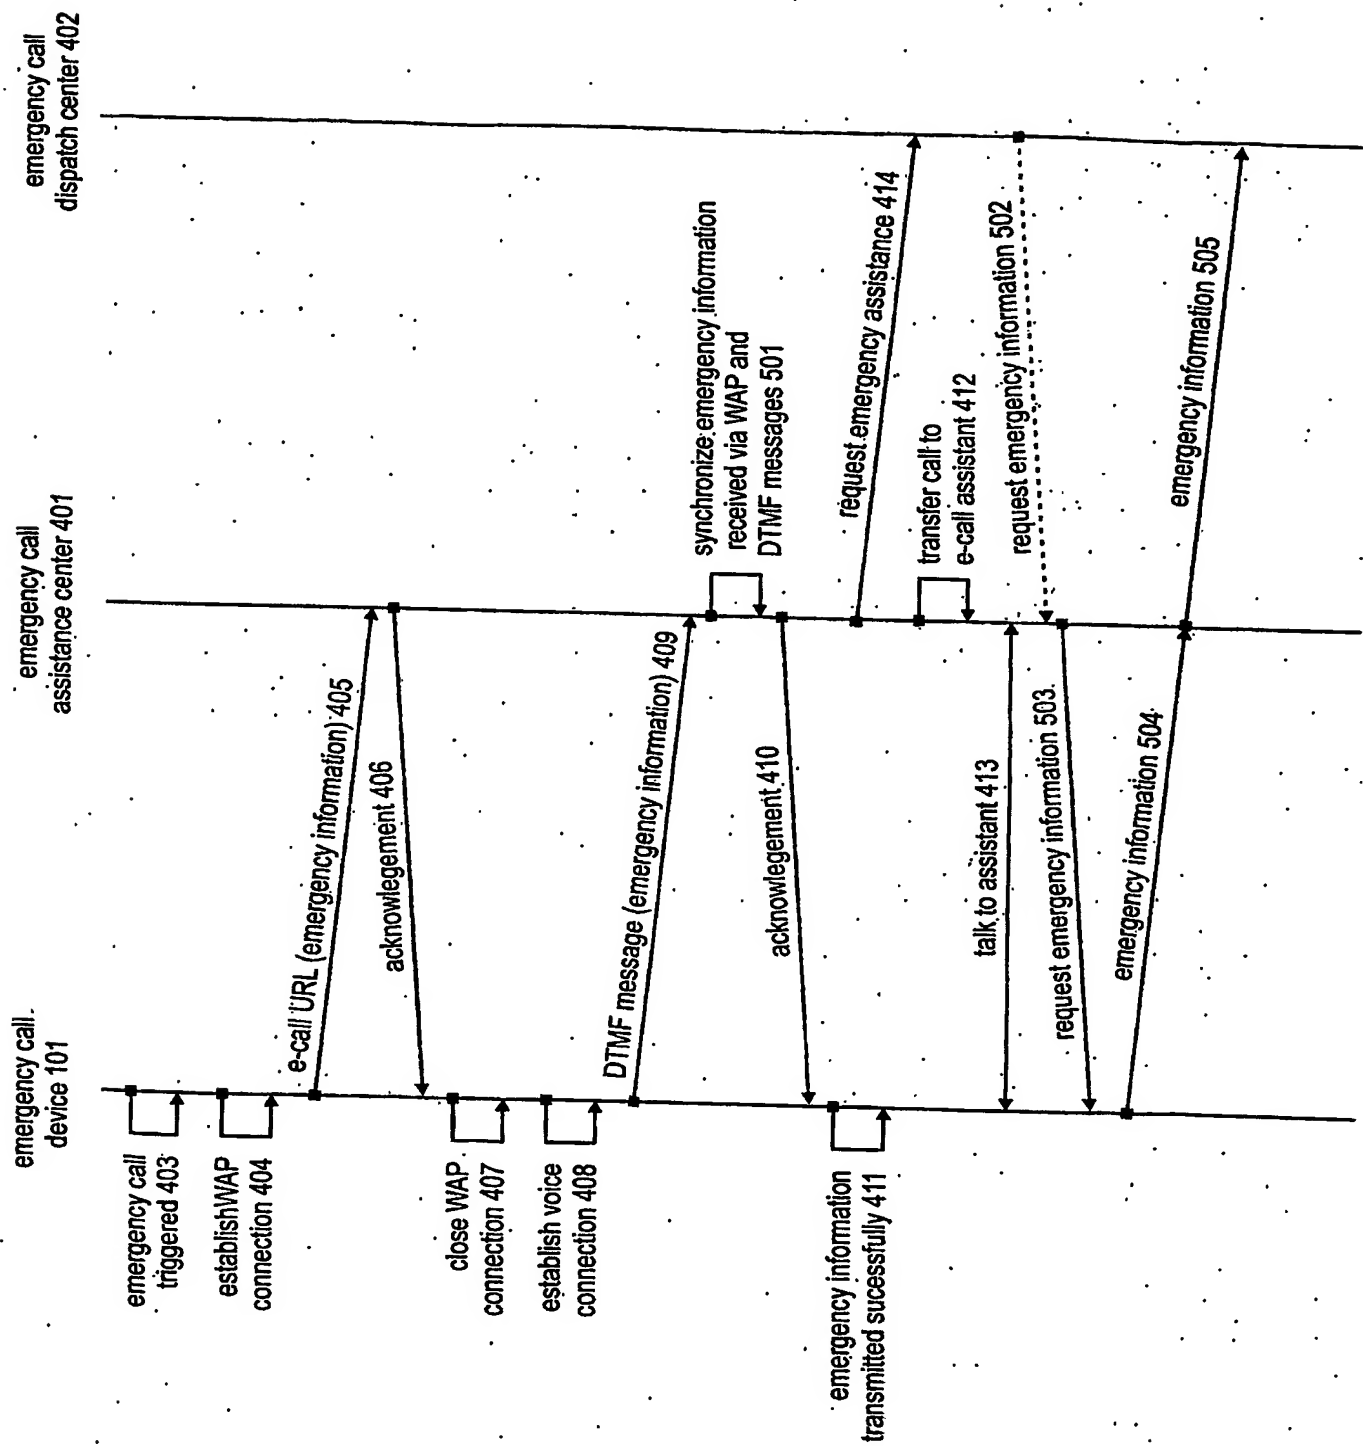 emergency call
device 101
emergency call
assistance center 401
emergency call
dispatch center 402
emergency call
triggered 403
establish WAP
connection 404
e-call URL (emergency information) 405
acknowlegement 406
close WAP
connection 407
establish voice
connection 408
DTMF message (emergency information) 409
synchronize emergency information
received via WAP and
DTMF messages 501
acknowlegement 410
emergency information
transmitted sucessfully 411
request emergency assistance 414
transfer call to
e-call assistant 412
talk to assistant 413
request emergency information 502
request emergency information 503
emergency information 504
emergency information 505